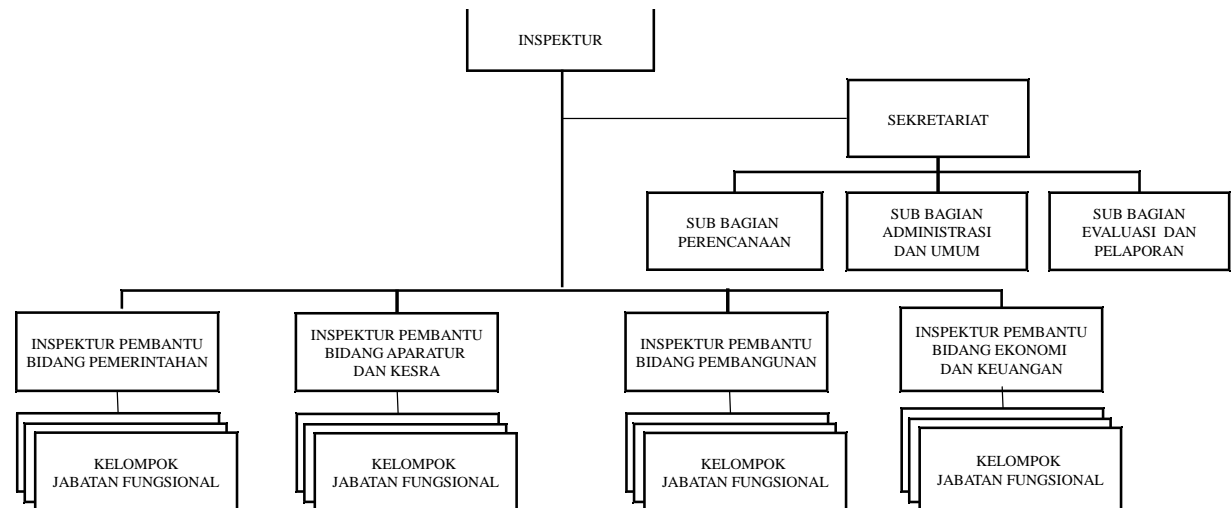 INSPEKTUR
SEKRETARIAT
SUB BAGIAN
PERENCANAAN
SUB BAGIAN
ADMINISTRASI
DAN UMUM
SUB BAGIAN
EVALUASI DAN
PELAPORAN
INSPEKTUR PEMBANTU
BIDANG PEMERINTAHAN
INSPEKTUR PEMBANTU
BIDANG APARATUR
DAN KESRA
INSPEKTUR PEMBANTU
BIDANG PEMBANGUNAN
INSPEKTUR PEMBANTU
BIDANG EKONOMI
DAN KEUANGAN
KELOMPOK
JABATAN FUNGSIONAL
KELOMPOK
JABATAN FUNGSIONAL
KELOMPOK
JABATAN FUNGSIONAL
KELOMPOK
JABATAN FUNGSIONAL